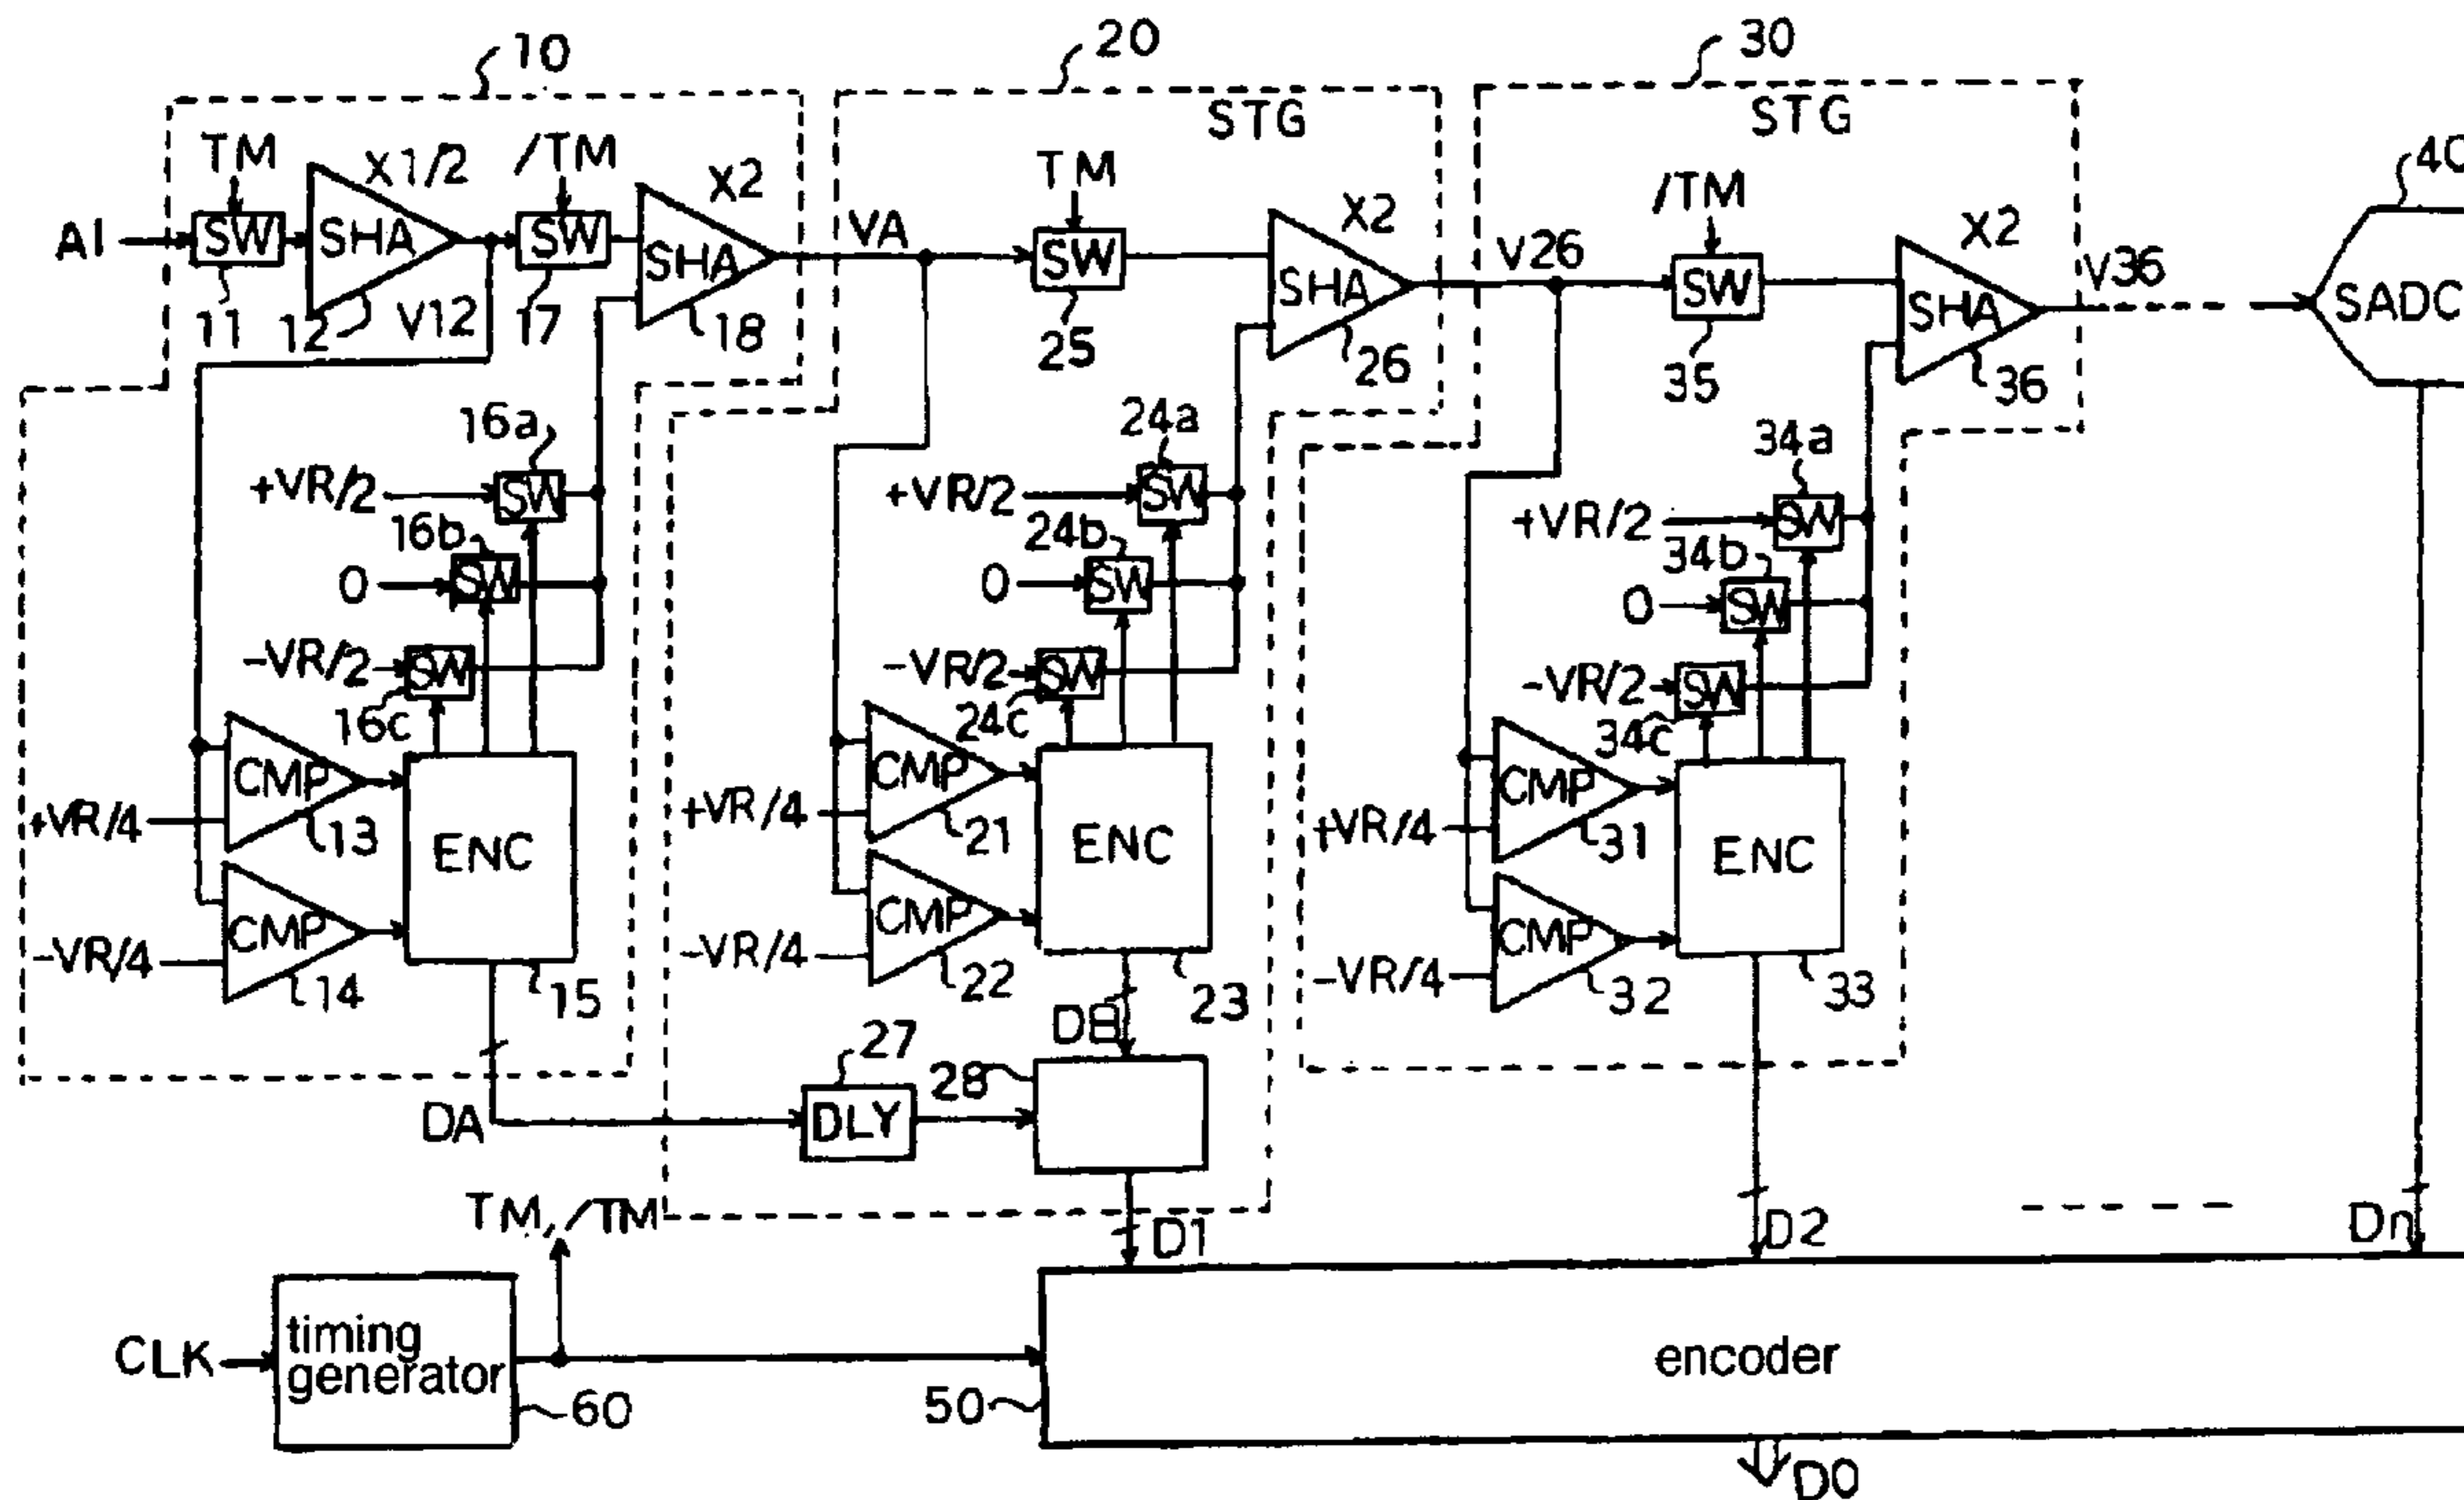 10
20
30
STG
STG
40
TM
X1/2
/TM
X2
TM
X2
/TM
X2
AI
SW
SHA
SW
SHA
VA
SW
SHA
V26
SW
SHA
V36
SADC
11
12
V12
17
18
25
26
35
36
16a
24a
34a
+VR/2
SW
+VR/2
SW
+VR/2
SW
16b
24b
34b
0
SW
0
SW
0
SW
-VR/2
SW
-VR/2
SW
-VR/2
SW
16c
24c
34c
CMP
CMP
CMP
+VR/4
13
ENC
+VR/4
21
ENC
+VR/4
31
ENC
CMP
CMP
CMP
-VR/4
14
15
-VR/4
22
23
-VR/4
32
33
DB
27
28
DA
DLY
TM, /TM
D1
D2
Dn
CLK
timing
generator
60
50
encoder
D0